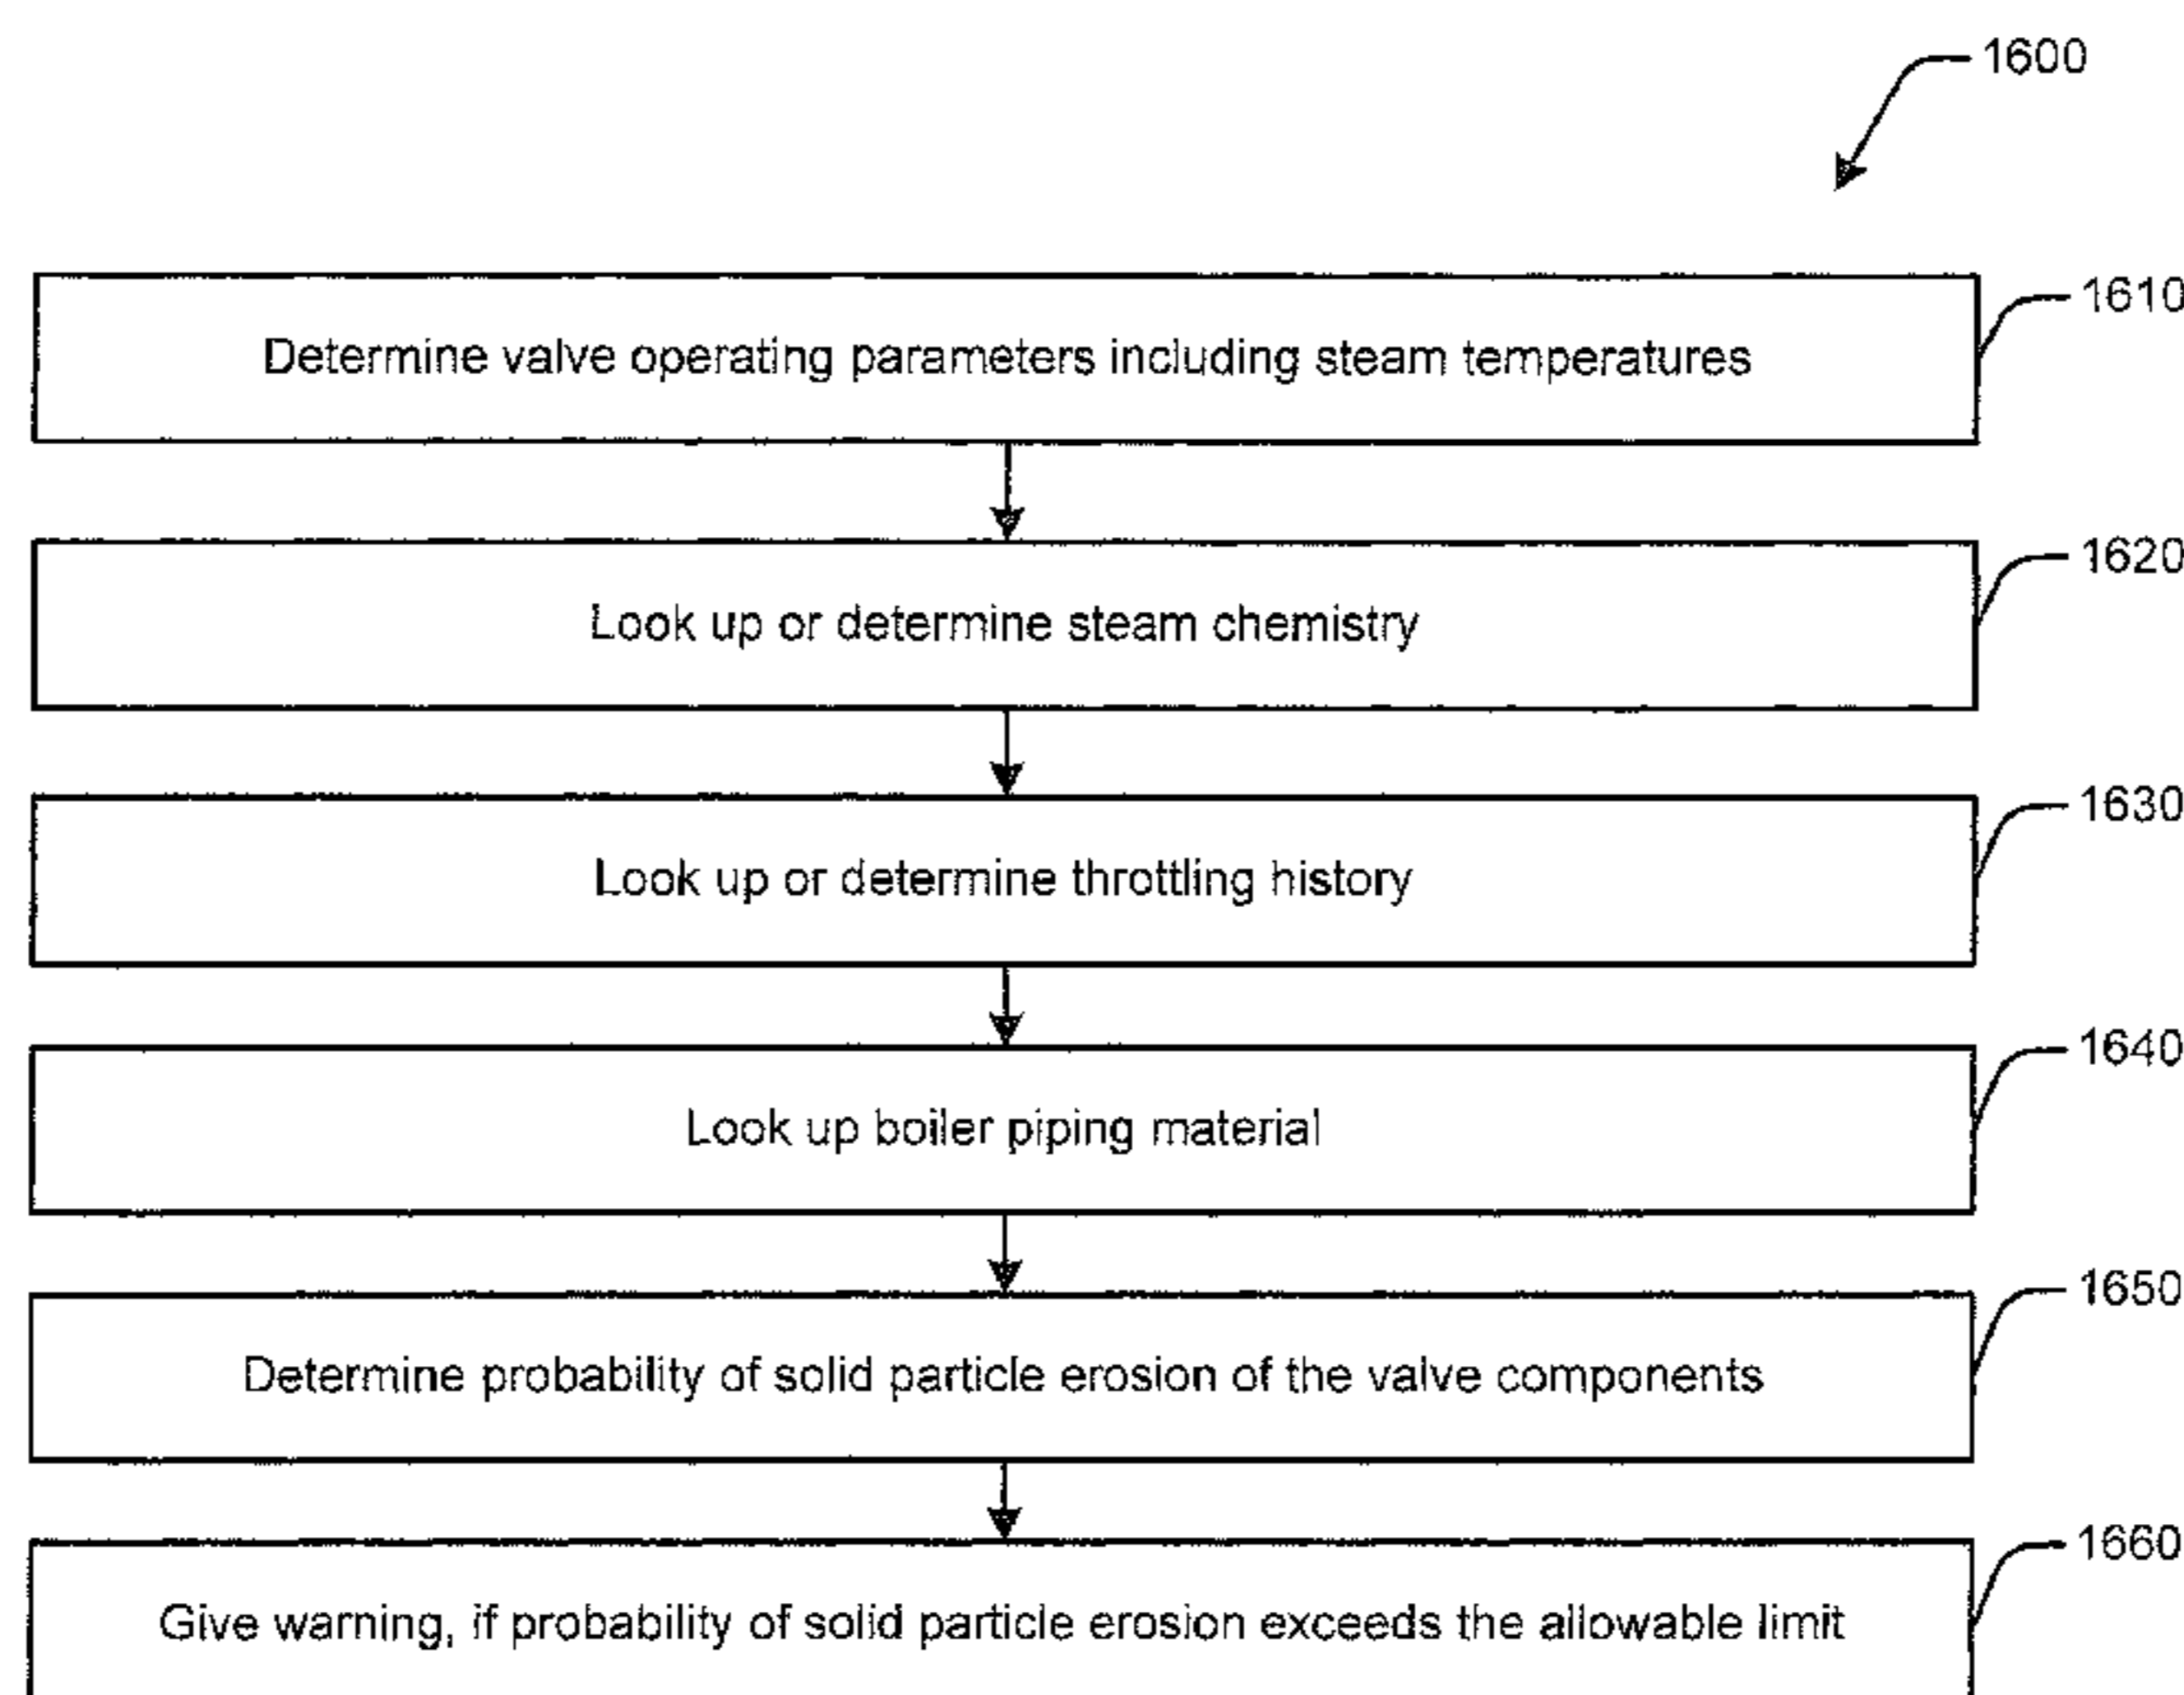 1600
1610
Determine valve operating parameters including steam temperatures
1620
Look up or determine steam chemistry
1630
Look up or determine throttling history
1640
Look up boiler piping material
1650
Determine probability of solid particle erosion of the valve components
1660
Give warning, if probability of solid particle erosion exceeds the allowable limit